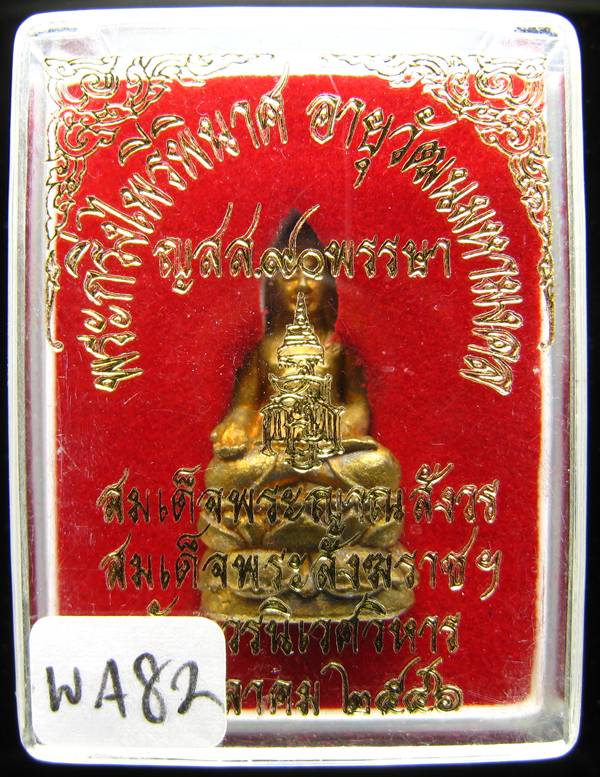 พระกริ่งไพรีพินาศ อายุวัฒนมหามงคล
ญสส.๙๐พรรษา
สมเด็จพระญาณสังวร
สมเด็จพระสังฆราชฯ
วรนิเวศวิหาร
ลาคม ๒๕๔๖
WA82